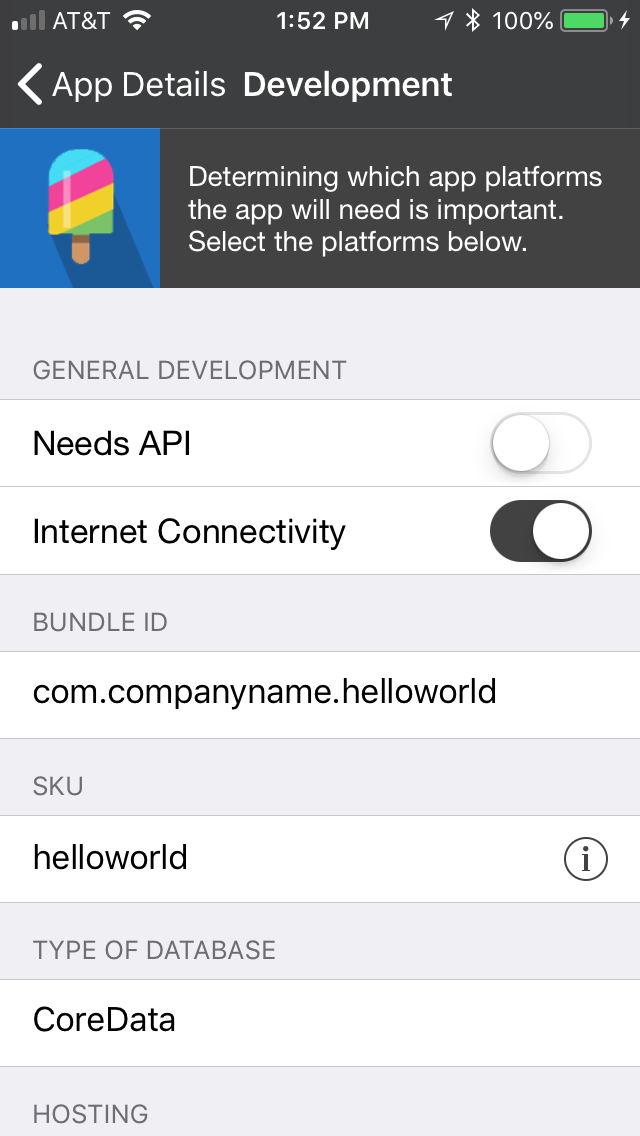 AT&T 1:52 PM 100%
App Details Development
Determining which app platforms
the app will need is important.
Select the platforms below.
GENERAL DEVELOPMENT
Needs API
Internet Connectivity
BUNDLE ID
com.companyname.helloworld
SKU
helloworld
i
TYPE OF DATABASE
CoreData
HOSTING